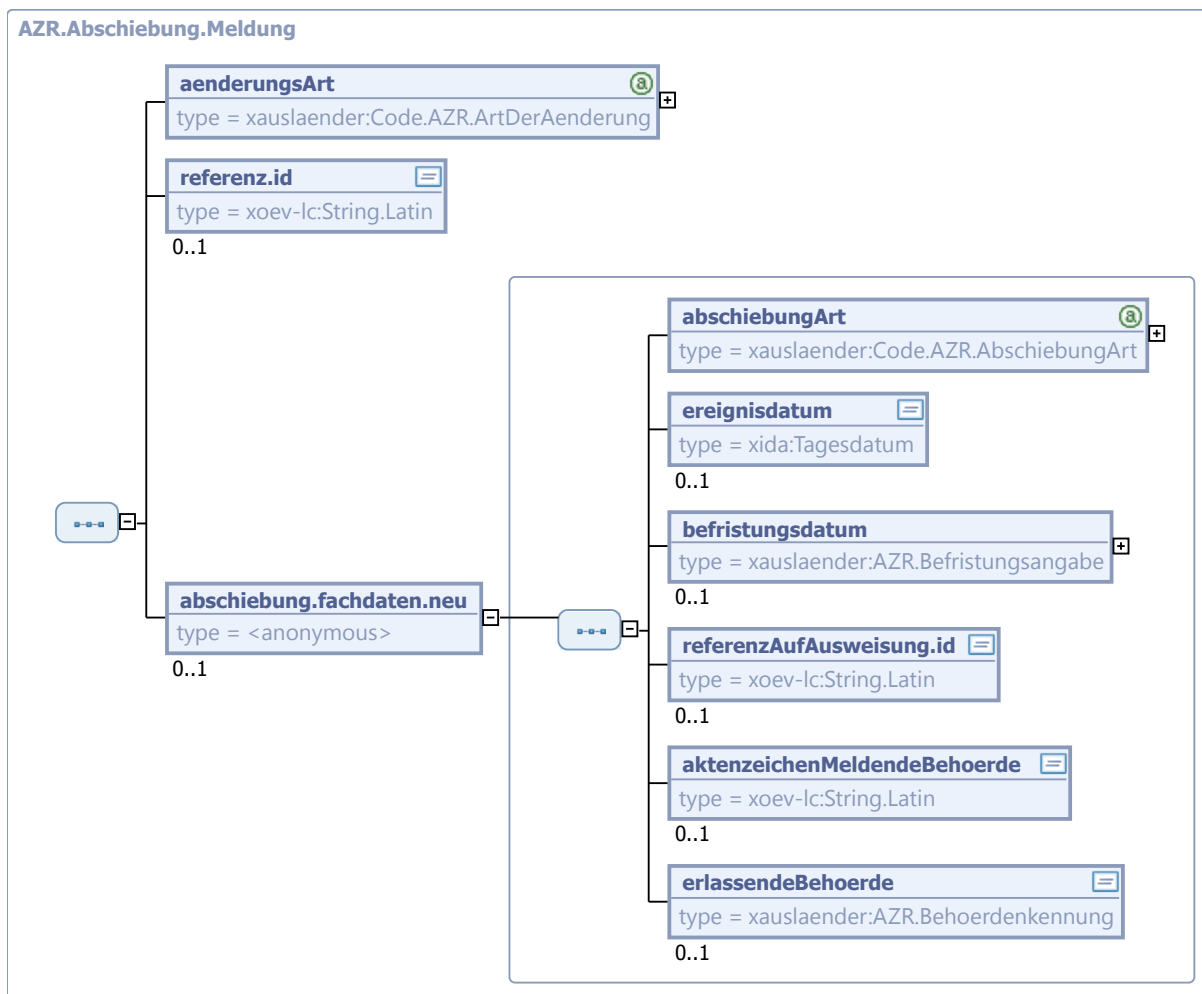 AZR.Abschiebung.Meldung
aenderungsArt
type = xauslaender:Code.AZR.ArtDerAenderung
referenz.id
type = xoev-lc:String.Latin
0..1
abschiebung.fachdaten.neu
type = <anonymous>
0..1
abschiebungArt
type = xauslaender:Code.AZR.AbschiebungArt
ereignisdatum
type = xida:Tagesdatum
0..1
befristungsdatum
type = xauslaender:AZR.Befristungsangabe
0..1
referenzAufAusweisung.id
type = xoev-lc:String.Latin
0..1
aktenzeichenMeldendeBehoerde
type = xoev-lc:String.Latin
0..1
erlassendeBehoerde
type = xauslaender:AZR.Behoerdenkennung
0..1